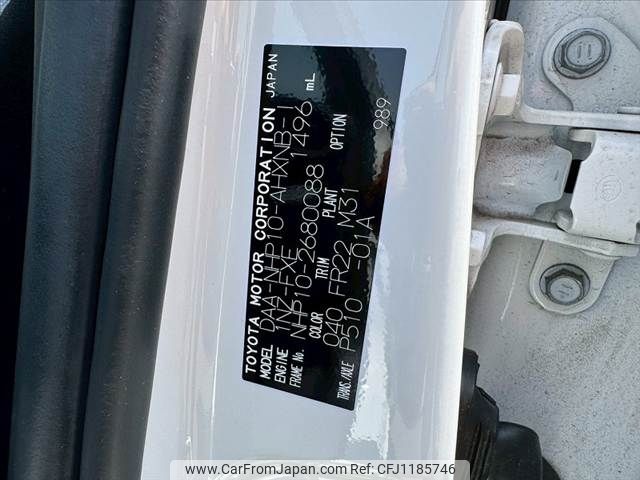 TOYOTA MOTOR CORPORATION JAPAN
MODEL DAA-NHP10-AHXNB-1
ENGINE 1NZ-FXE 1496 mL
FRAME No. NHP10-2680088
COLOR TRIM PLANT OPTION
040 FR22 M31 989
TRANS./AXLE P510 -01A
www.CarFromJapan.com | REF:CFJ1185746